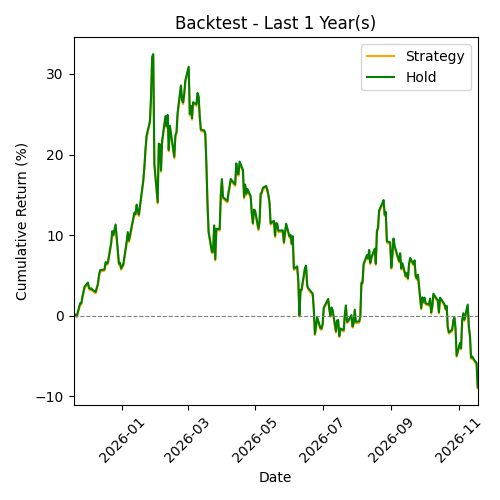 Backtest - Last 1 Year(s)
Strategy
Hold
Cumulative Return (%)
30
20
10
0
−10
2026-01
2026-03
2026-05
2026-07
2026-09
2026-11
Date